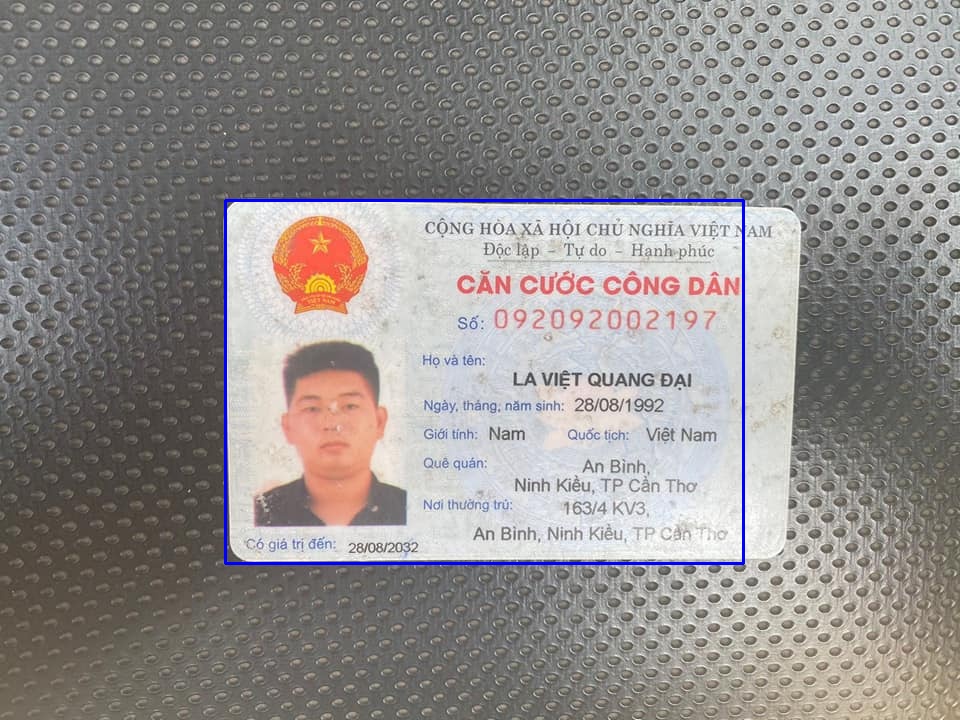 CỘNG HÒA XÃ HỘI CHỦ NGHĨA VIỆT NAM
Độc lập - Tự do - Hạnh phúc
CĂN CƯỚC CÔNG DÂN
Số: 092092002197
Họ và tên:
LA VIỆT QUANG ĐẠI
Ngày, tháng, năm sinh: 28/08/1992
Giới tính: Nam Quốc tịch: Việt Nam
Quê quán: An Bình,
Ninh Kiều, TP Cần Thơ
Nơi thường trú: 163/4 KV3,
An Bình, Ninh Kiều, TP Cần Thơ
Có giá trị đến: 28/08/2032